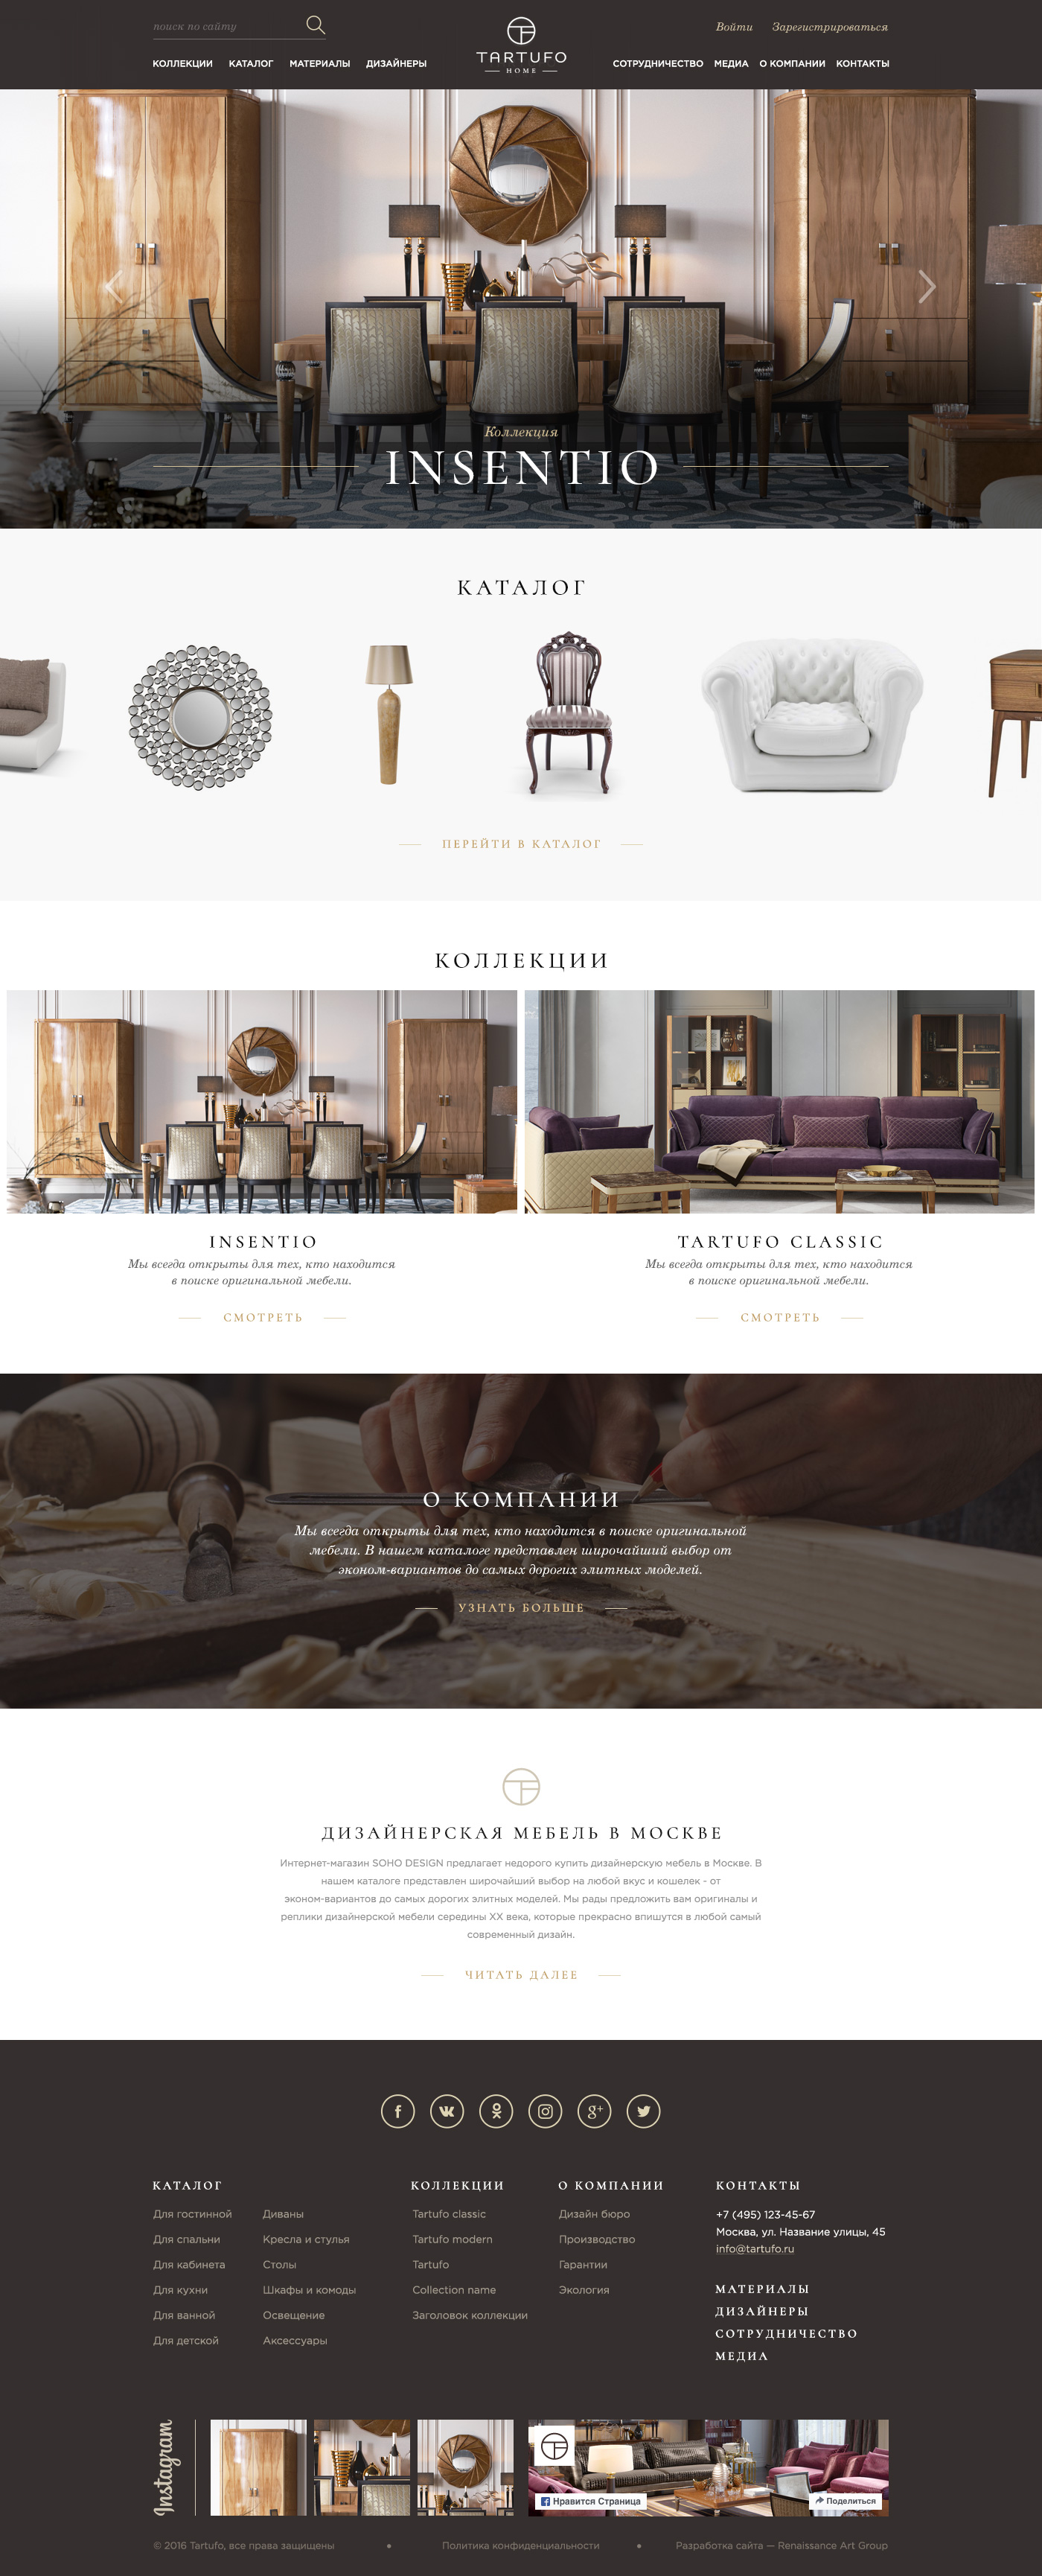 поиск по сайту
Войти Зарегистрироваться
КОЛЛЕКЦИИ КАТАЛОГ МАТЕРИАЛЫ ДИЗАЙНЕРЫ
TARTUFO
HOME
СОТРУДНИЧЕСТВО МЕДИА О КОМПАНИИ КОНТАКТЫ
Коллекция
INSENTIO
КАТАЛОГ
ПЕРЕЙТИ В КАТАЛОГ
КОЛЛЕКЦИИ
INSENTIO
Мы всегда открыты для тех, кто находится
в поиске оригинальной мебели.
СМОТРЕТЬ
TARTUFO CLASSIC
Мы всегда открыты для тех, кто находится
в поиске оригинальной мебели.
СМОТРЕТЬ
О КОМПАНИИ
Мы всегда открыты для тех, кто находится в поиске оригинальной
мебели. В нашем каталоге представлен широчайший выбор от
эконом-вариантов до самых дорогих элитных моделей.
УЗНАТЬ БОЛЬШЕ
ДИЗАЙНЕРСКАЯ МЕБЕЛЬ В МОСКВЕ
Интернет-магазин SOHO DESIGN предлагает недорого купить дизайнерскую мебель в Москве. В
нашем каталоге представлен широчайший выбор на любой вкус и кошелек - от
эконом-вариантов до самых дорогих элитных моделей. Мы рады предложить вам оригиналы и
реплики дизайнерской мебели середины XX века, которые прекрасно впишутся в любой самый
современный дизайн.
ЧИТАТЬ ДАЛЕЕ
КАТАЛОГ
Для гостинной
Для спальни
Для кабинета
Для кухни
Для ванной
Для детской
Диваны
Кресла и стулья
Столы
Шкафы и комоды
Освещение
Аксессуары
КОЛЛЕКЦИИ
Tartufo classic
Tartufo modern
Tartufo
Collection name
Заголовок коллекции
О КОМПАНИИ
Дизайн бюро
Производство
Гарантии
Экология
КОНТАКТЫ
+7 (495) 123-45-67
Москва, ул. Название улицы, 45
info@tartufo.ru
МАТЕРИАЛЫ
ДИЗАЙНЕРЫ
СОТРУДНИЧЕСТВО
МЕДИА
Instagram
Нравится Страница
Поделиться
© 2016 Tartufo, все права защищены
Политика конфиденциальности
Разработка сайта — Renaissance Art Group